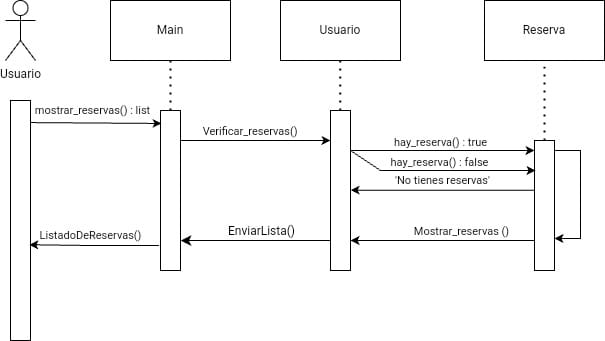 Main
Usuario
Reserva
Usuario
mostrar_reservas() : list
Verificar_reservas()
hay_reserva() : true
hay_reserva() : false
'No tienes reservas'
ListadoDeReservas()
EnviarLista()
Mostrar_reservas ()